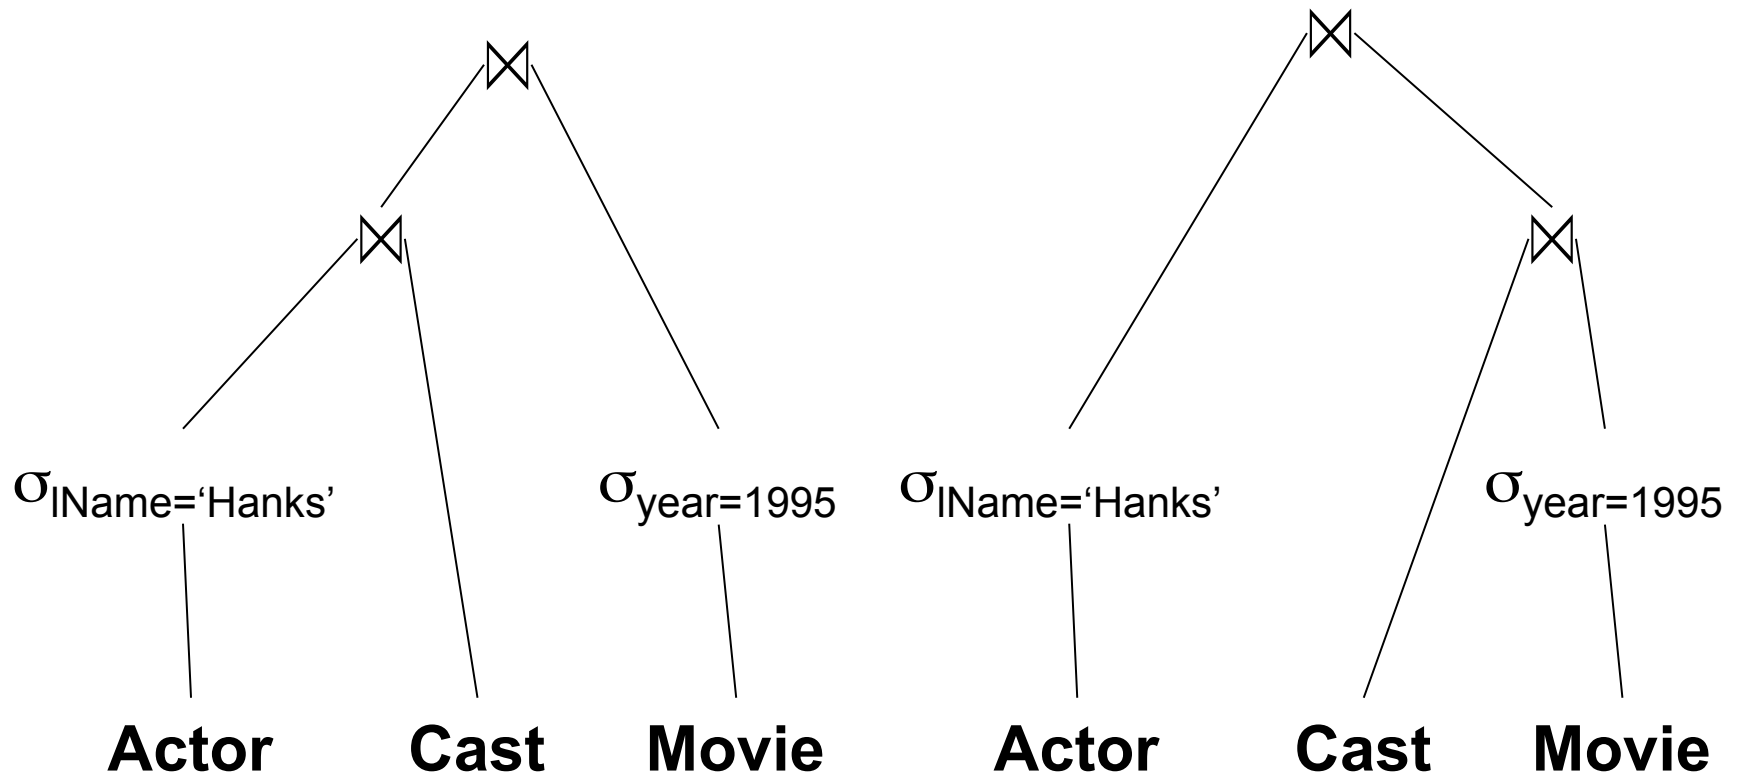 ⋈ ⋈
⋈ ⋈
σlName=‘Hanks’ σyear=1995 σlName=‘Hanks’ σyear=1995
Actor Cast Movie Actor Cast Movie